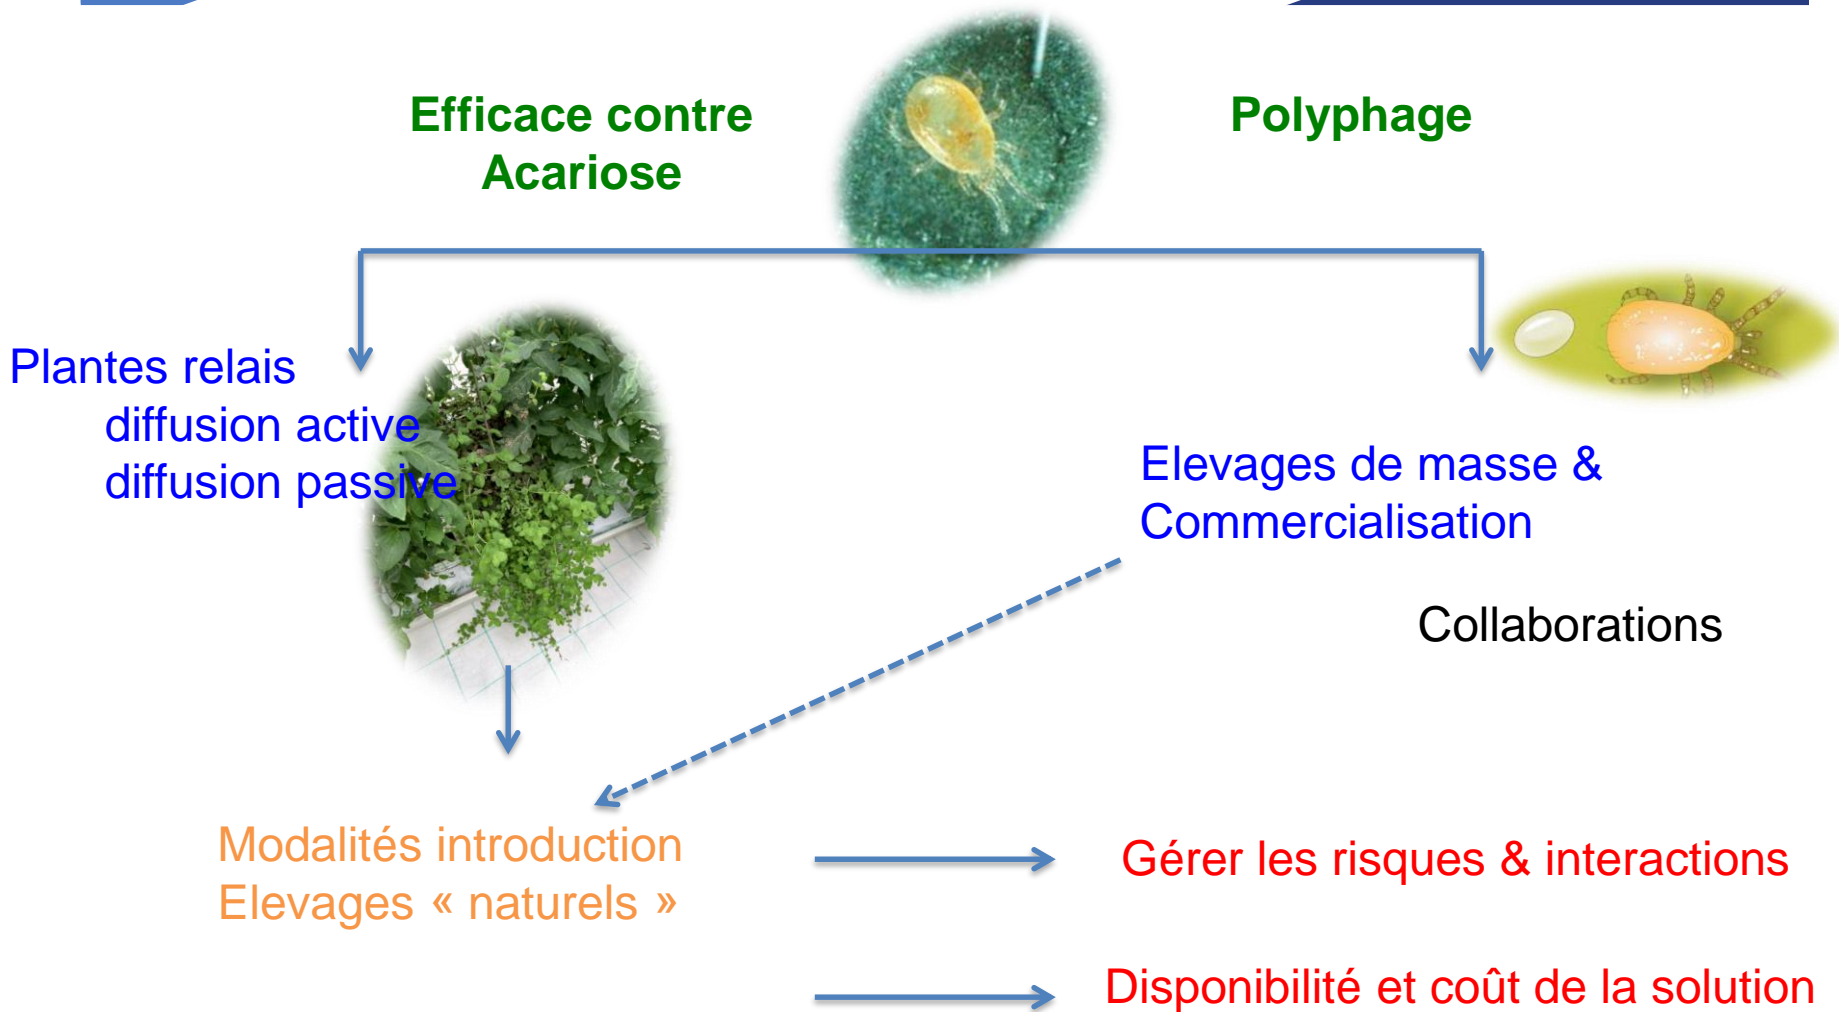 Efficace contre
Acariose
Polyphage
Plantes relais
diffusion active
diffusion passive
Elevages de masse &
Commercialisation
Collaborations
Modalités introduction
Elevages « naturels »
Gérer les risques & interactions
Disponibilité et coût de la solution